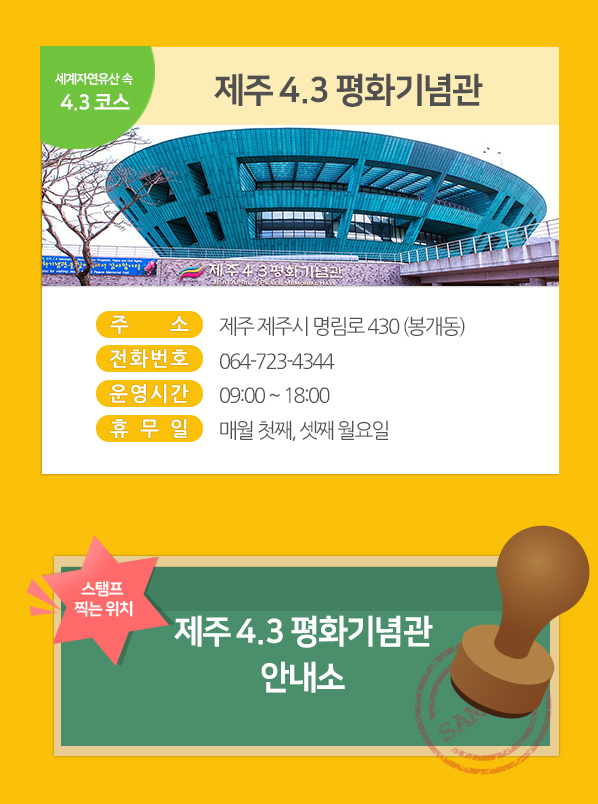 세계자연유산 속
4.3 코스
제주 4.3 평화기념관
제주4.3평화기념관
주 소
제주 제주시 명림로 430 (봉개동)
전화번호
064-723-4344
운영시간
09:00 ~ 18:00
휴 무 일
매월 첫째, 셋째 월요일
스탬프
찍는 위치
제주 4.3 평화기념관
안내소